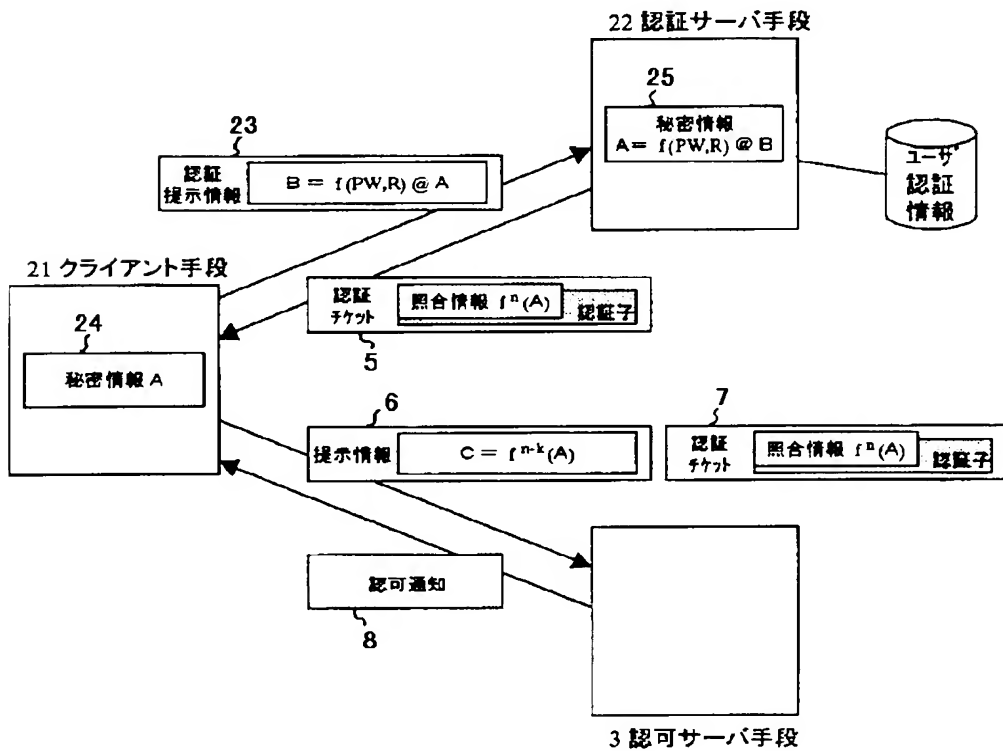 22 認証サーバ手段
25
秘密情報
A= f(PW,R) @ B
ユーザ
認証
情報
23
認証
提示情報
B = f(PW,R) @ A
21 クライアント手段
24
秘密情報 A
認証
チケット
照合情報 fⁿ(A)
認証子
5
6
提示情報
C = fⁿ⁻ᵏ(A)
7
認証
チケット
照合情報 fⁿ(A)
認証子
認可通知
8
3 認可サーバ手段